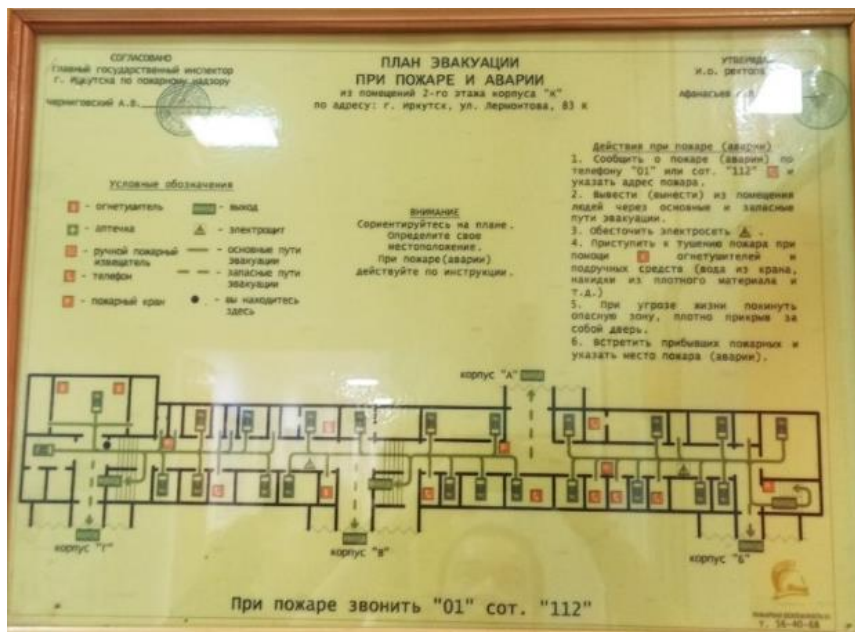 СОГЛАСОВАНО
главный государственный инспектор
г. Иркутска по пожарному надзору
Черниговский А.В.
ПЛАН ЭВАКУАЦИИ
ПРИ ПОЖАРЕ И АВАРИИ
из помещений 2-го этажа корпуса "К"
по адресу: г. Иркутск, ул. Лермонтова, 83 к
И.о. ректора
Афанасьев
Условные обозначения
- огнетушитель
- выход
- аптечка
- электрощит
- ручной пожарный
извещатель
- основные пути
эвакуации
- телефон
- запасные пути
эвакуации
- пожарный кран
- вы находитесь
здесь
ВНИМАНИЕ
Сориентируйтесь на плане.
Определите свое
местоположение.
При пожаре(аварии)
действуйте по инструкции.
Действия при пожаре (аварии)
1. Сообщить о пожаре (аварии) по
телефону "01" или сот. "112" и
указать адрес пожара.
2. Вывести (вынести) из помещения
людей через основные и запасные
пути эвакуации.
3. Обесточить электросеть .
4. Приступить к тушению пожара при
помощи огнетушителей и
подручных средств (вода из крана,
накидки из плотного материала и
т.д.)
5. При угрозе жизни покинуть
опасную зону, плотно прикрыв за
собой дверь.
6. Встретить прибывших пожарных и
указать место пожара (аварии).
корпус "А"
корпус "Г"
корпус "В"
корпус "Б"
При пожаре звонить "01" сот. "112"
т. 56-40-68